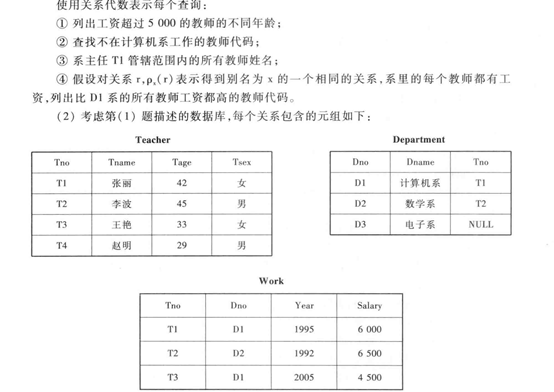 使用关系代数表示每个查询:
① 列出工资超过 5 000 的教师的不同年龄;
② 查找不在计算机系工作的教师代码;
③ 系主任 T1 管辖范围内的所有教师姓名;
④ 假设对关系 r,ρx(r)表示得到别名为 x 的一个相同的关系,系里的每个教师都有工
资,列出比 D1 系的所有教师工资都高的教师代码。
(2) 考虑第(1) 题描述的数据库,每个关系包含的元组如下:
Teacher
Tno Tname Tage Tsex
T1 张丽 42 女
T2 李波 45 男
T3 王艳 33 女
T4 赵明 29 男
Department
Dno Dname Tno
D1 计算机系 T1
D2 数学系 T2
D3 电子系 NULL
Work
Tno Dno Year Salary
T1 D1 1995 6 000
T2 D2 1992 6 500
T3 D1 2005 4 500